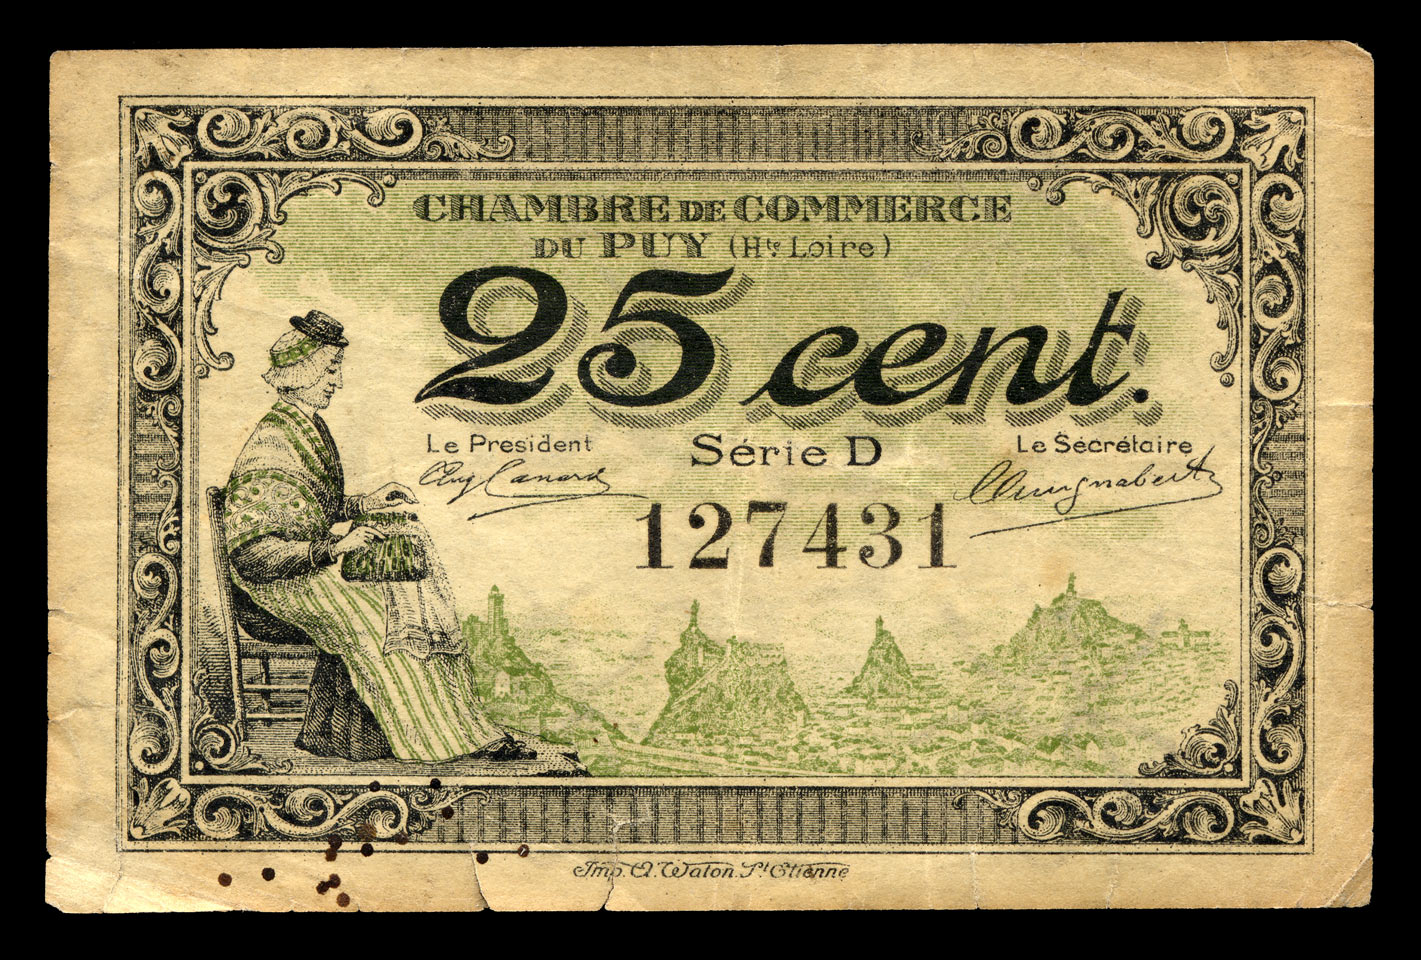 CHAMBRE DE COMMERCE
DU PUY (Hte Loire)
25 cent.
Le President
Série D
Le Sécrétaire
127431
Imp. A. Waton. St Etienne